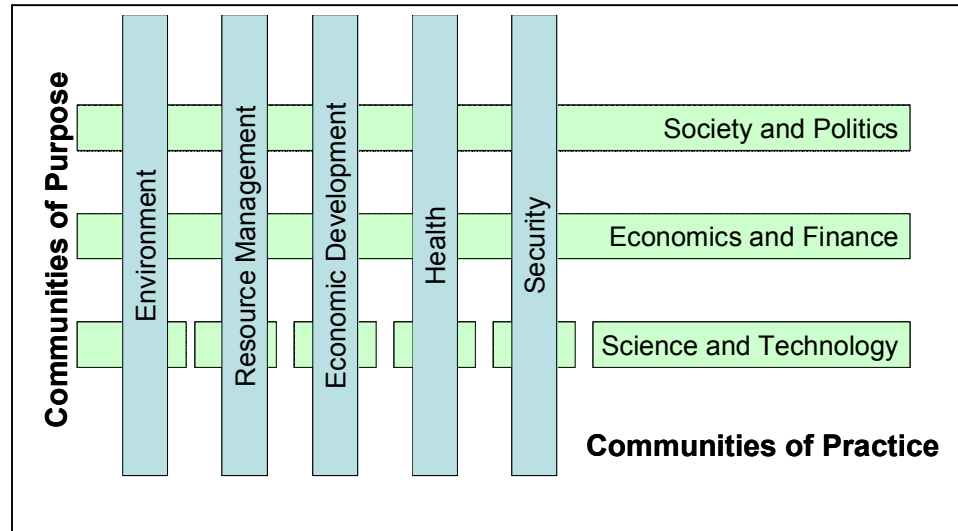 Communities of Purpose
Environment
Resource Management
Economic Development
Health
Security
Society and Politics
Economics and Finance
Science and Technology
Communities of Practice